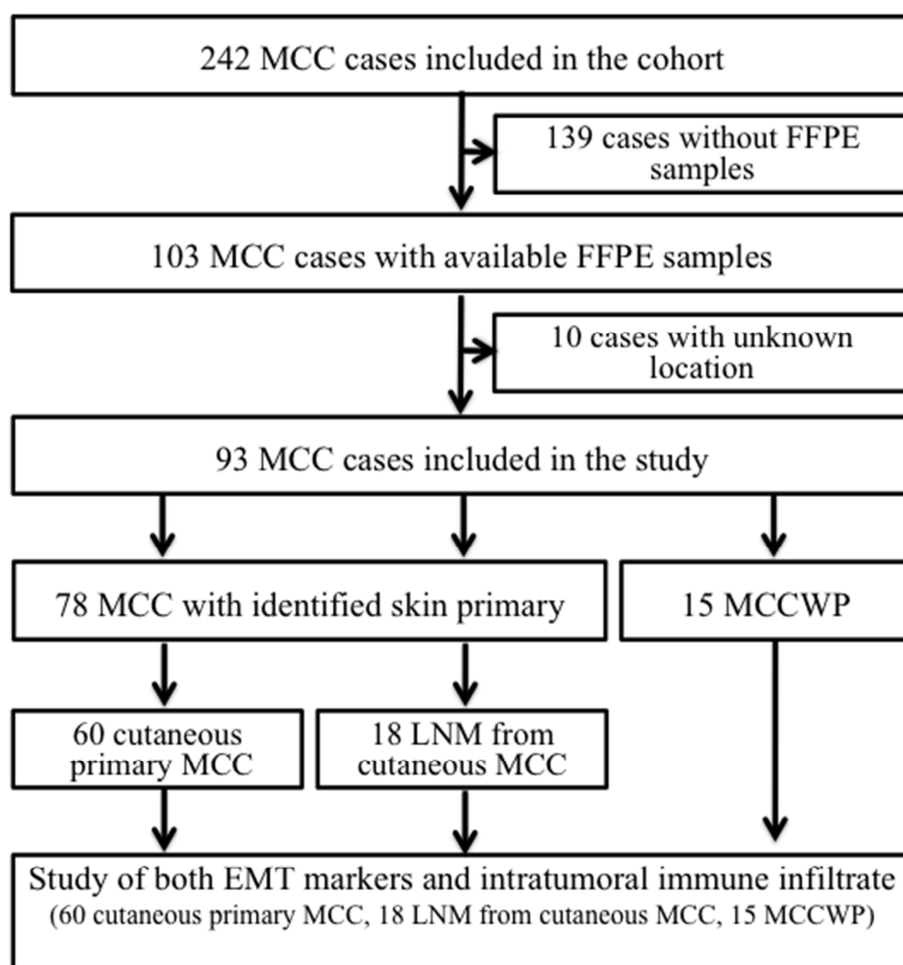 242 MCC cases included in the cohort
139 cases without FFPE
samples
103 MCC cases with available FFPE samples
10 cases with unknown
location
93 MCC cases included in the study
78 MCC with identified skin primary
15 MCCWP
60 cutaneous
primary MCC
18 LNM from
cutaneous MCC
Study of both EMT markers and intratumoral immune infiltrate
(60 cutaneous primary MCC, 18 LNM from cutaneous MCC, 15 MCCWP)